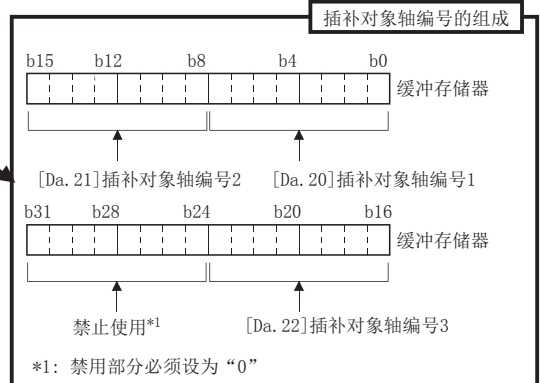 插补对象轴编号的组成
b15 b12 b8 b4 b0
缓冲存储器
[Da.21]插补对象轴编号2 [Da.20]插补对象轴编号1
b31 b28 b24 b20 b16
缓冲存储器
禁止使用*1 [Da.22]插补对象轴编号3
*1: 禁用部分必须设为“0”